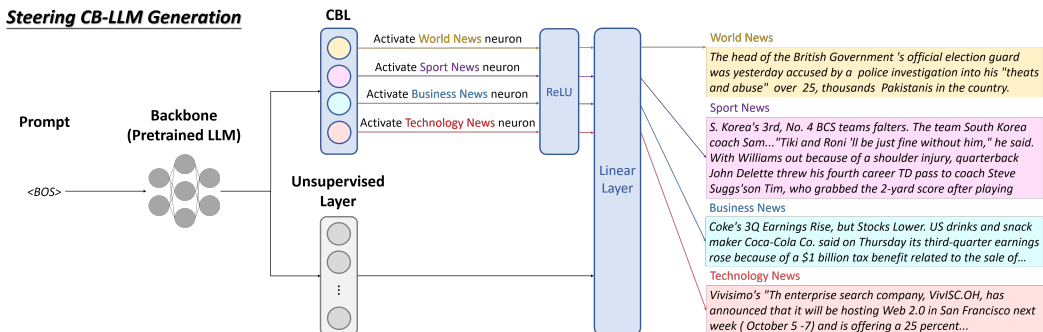 Steering CB-LLM Generation
CBL
Activate World News neuron
Activate Sport News neuron
Activate Business News neuron
Activate Technology News neuron
ReLU
Linear
Layer
Prompt
<BOS>
Backbone
(Pretrained LLM)
Unsupervised
Layer
⋮
World News
The head of the British Government 's official election guard
was yesterday accused by a police investigation into his "theats
and abuse" over 25, thousands Pakistanis in the country.
Sport News
S. Korea's 3rd, No. 4 BCS teams falters. The team South Korea
coach Sam..."Tiki and Roni 'll be just fine without him," he said.
With Williams out because of a shoulder injury, quarterback
John Delette threw his fourth career TD pass to coach Steve
Suggs'son Tim, who grabbed the 2-yard score after playing
Business News
Coke's 3Q Earnings Rise, but Stocks Lower. US drinks and snack
maker Coca-Cola Co. said on Thursday its third-quarter earnings
rose because of a $1 billion tax benefit related to the sale of…
Technology News
Vivisimo's "Th enterprise search company, VivISC.OH, has
announced that it will be hosting Web 2.0 in San Francisco next
week ( October 5 -7) and is offering a 25 percent...